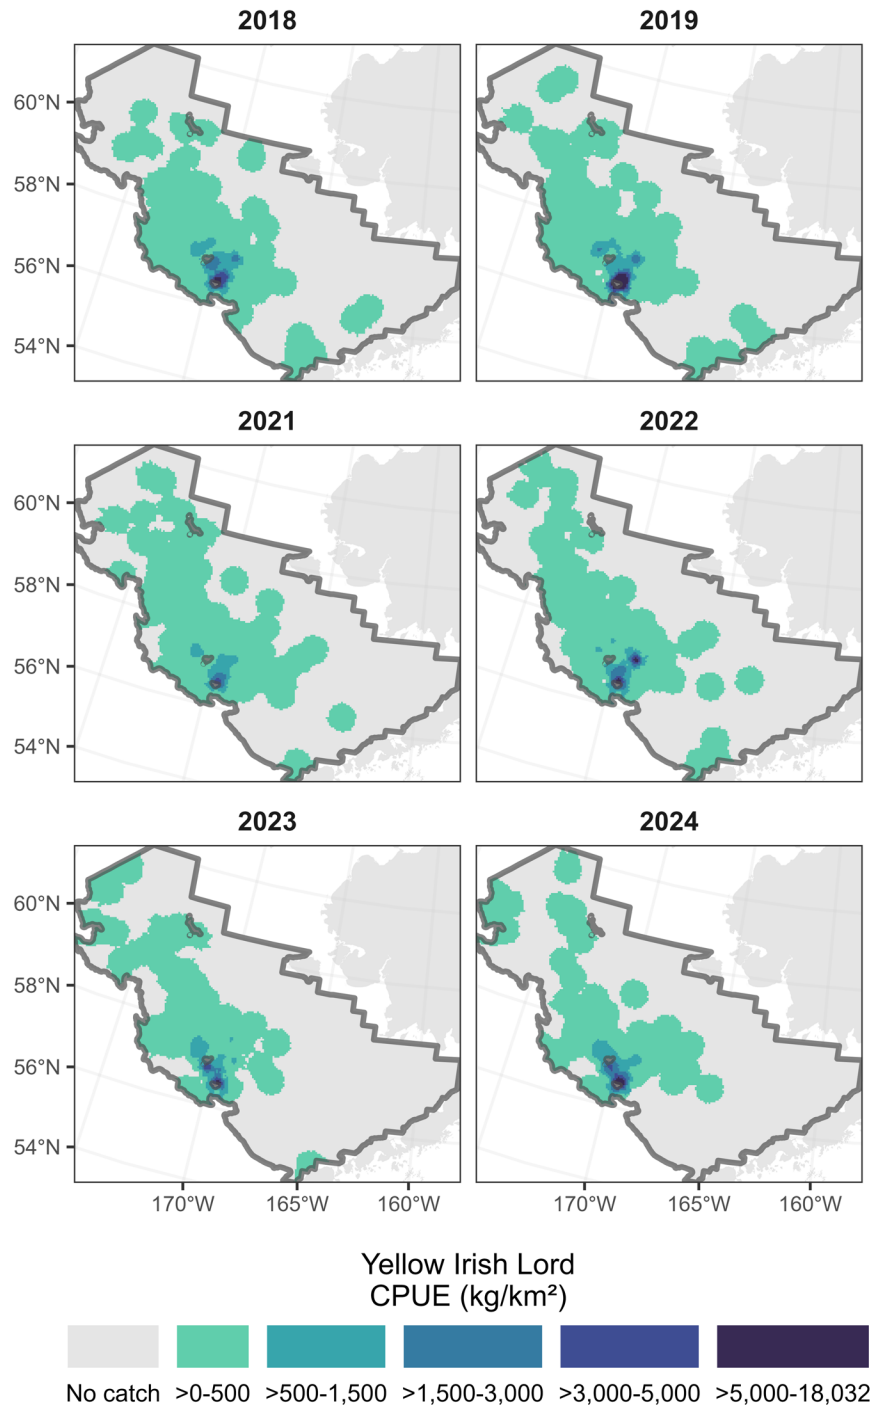 2018
2019
60°N
58°N
56°N
54°N
2021
2022
60°N
58°N
56°N
54°N
2023
2024
60°N
58°N
56°N
54°N
170°W 165°W 160°W
170°W 165°W 160°W
Yellow Irish Lord
CPUE (kg/km²)
No catch >0-500 >500-1,500 >1,500-3,000 >3,000-5,000 >5,000-18,032